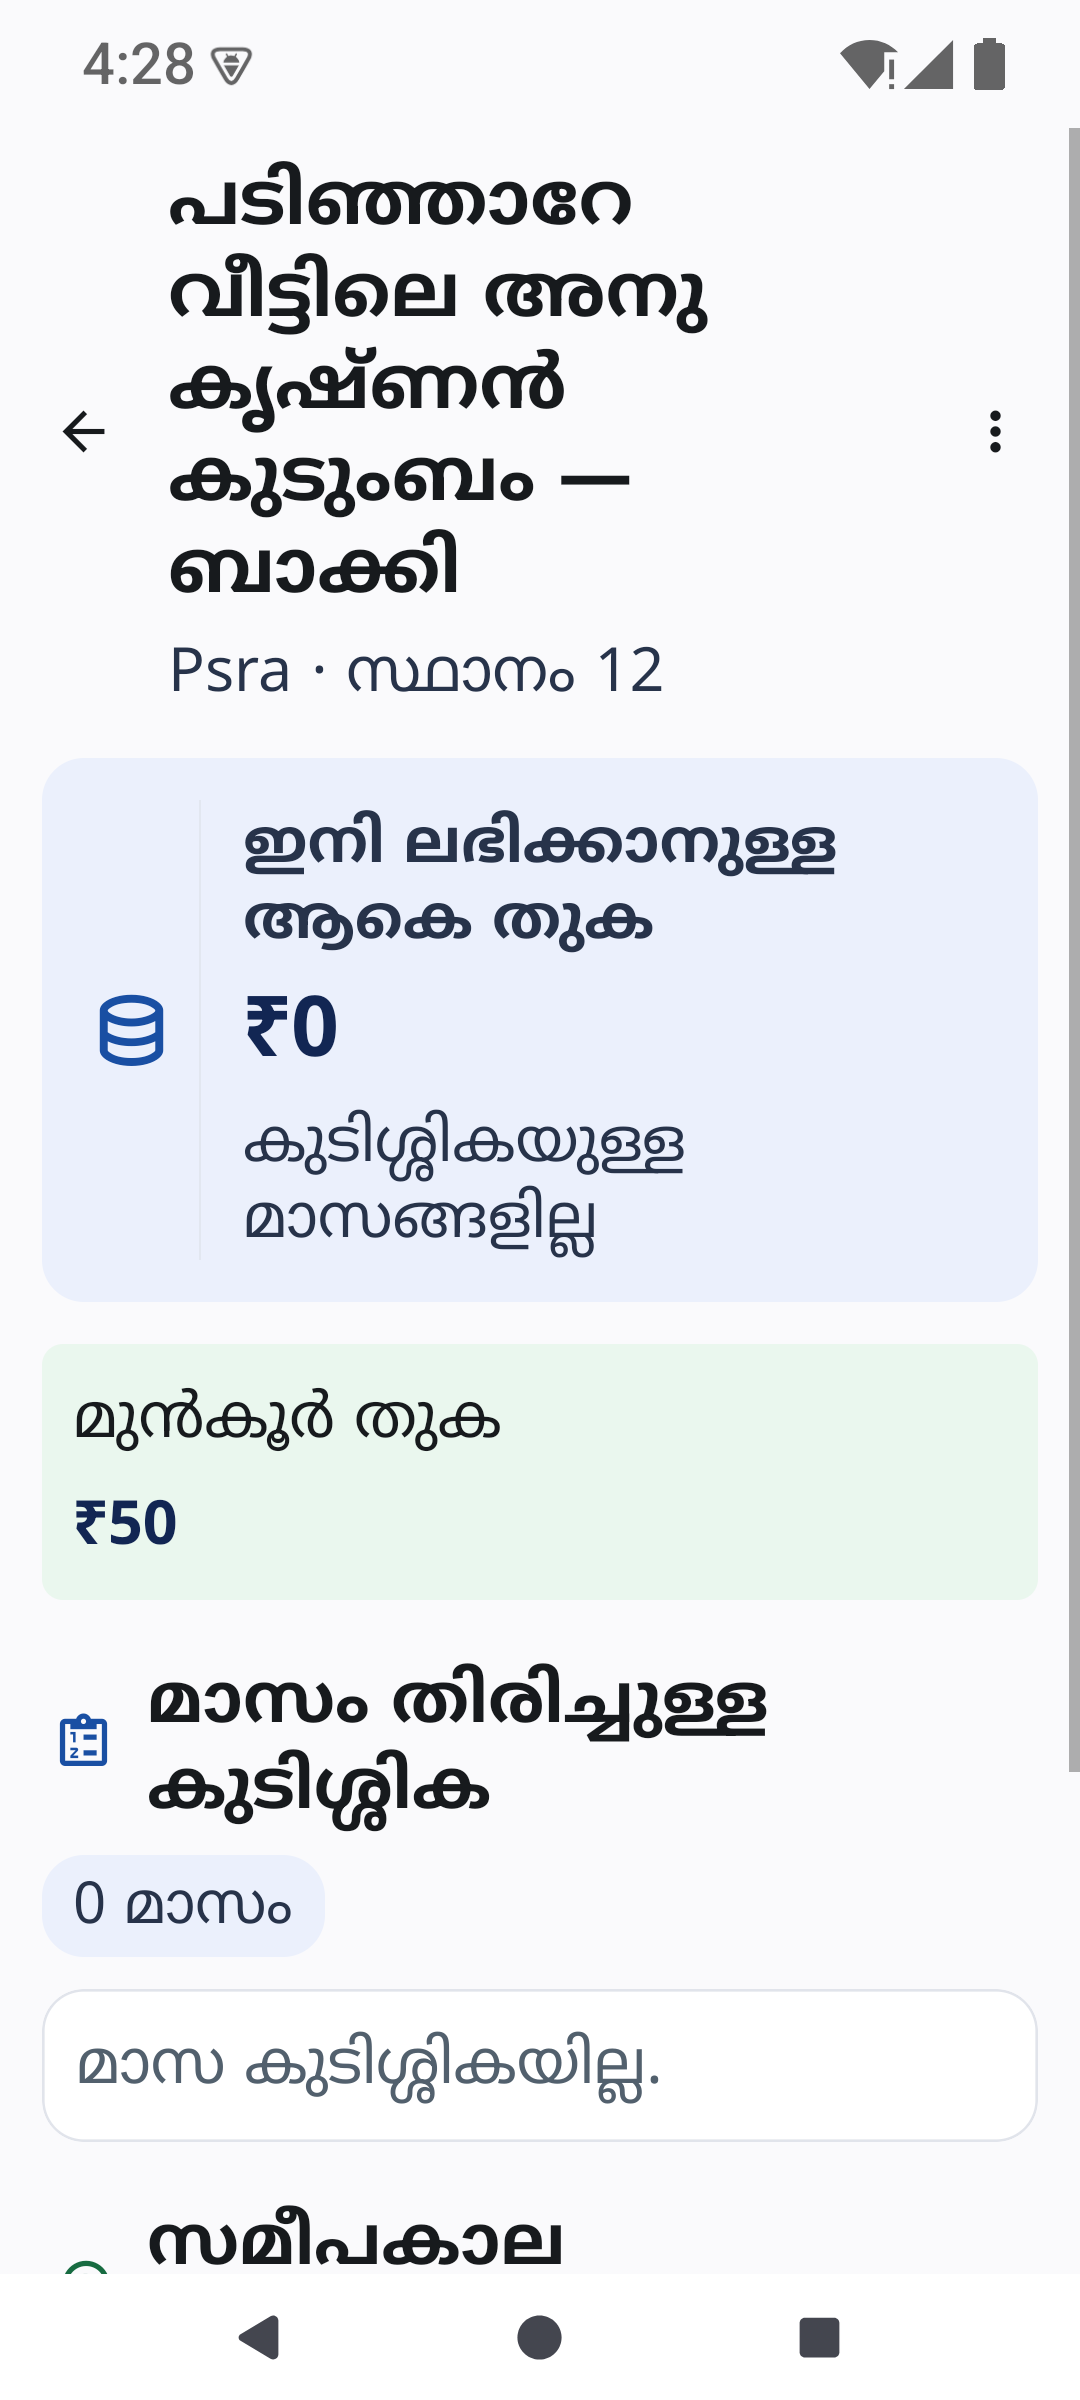 4:28
പടിഞ്ഞാറേ
വീട്ടിലെ അനു
കൃഷ്ണൻ
കുടുംബം —
ബാക്കി
Psra · സ്ഥാനം 12
ഇനി ലഭിക്കാനുള്ള
ആകെ തുക
₹0
കുടിശ്ശികയുള്ള
മാസങ്ങളില്ല
മുൻകൂർ തുക
₹50
മാസം തിരിച്ചുള്ള
കുടിശ്ശിക
0 മാസം
മാസ കുടിശ്ശികയില്ല.
സമീപകാല